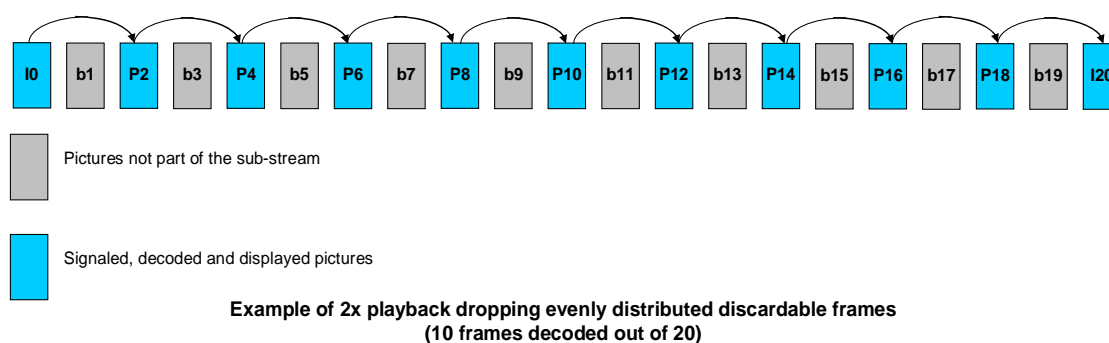 I0 b1 P2 b3 P4 b5 P6 b7 P8 b9 P10 b11 P12 b13 P14 b15 P16 b17 P18 b19 I20
Pictures not part of the sub-stream
Signaled, decoded and displayed pictures
Example of 2x playback dropping evenly distributed discardable frames
(10 frames decoded out of 20)